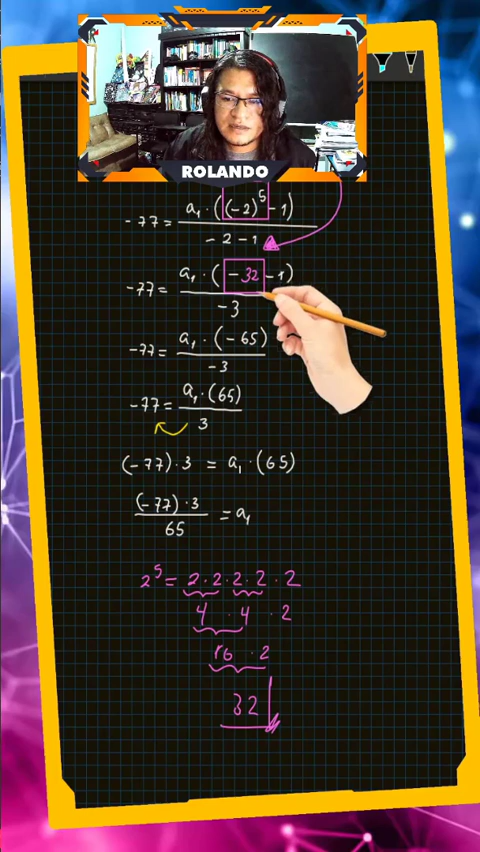 ROLANDO
-77 = a₁ · ((-2)⁵ - 1) / -2 - 1
-77 = a₁ · (-32 - 1) / -3
-77 = a₁ · (-65) / -3
-77 = a₁ · (65) / 3
(-77) · 3 = a₁ · (65)
(-77) · 3 / 65 = a₁
2⁵ = 2 · 2 · 2 · 2 · 2
4 · 4 · 2
16 · 2
32